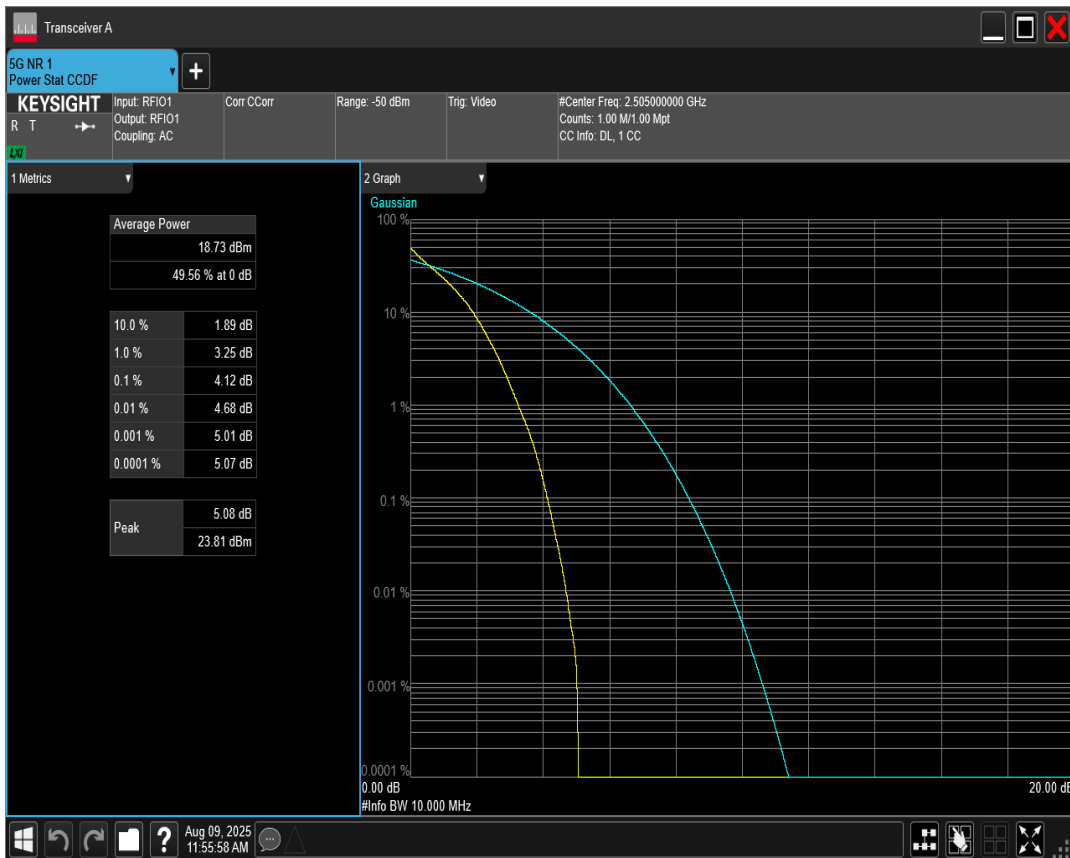 Transceiver A
5G NR 1
Power Stat CCDF
KEYSIGHT
R T
LXI
Input: RFIO1
Output: RFIO1
Coupling: AC
Corr CCorr
Range: -50 dBm
Trig: Video
#Center Freq: 2.505000000 GHz
Counts: 1.00 M/1.00 Mpt
CC Info: DL, 1 CC
1 Metrics
Average Power
18.73 dBm
49.56 % at 0 dB
10.0 % 1.89 dB
1.0 % 3.25 dB
0.1 % 4.12 dB
0.01 % 4.68 dB
0.001 % 5.01 dB
0.0001 % 5.07 dB
Peak
5.08 dB
23.81 dBm
2 Graph
Gaussian
100 %
10 %
1 %
0.1 %
0.01 %
0.001 %
0.0001 %
0.00 dB 20.00 dB
#Info BW 10.000 MHz
?
Aug 09, 2025
11:55:58 AM